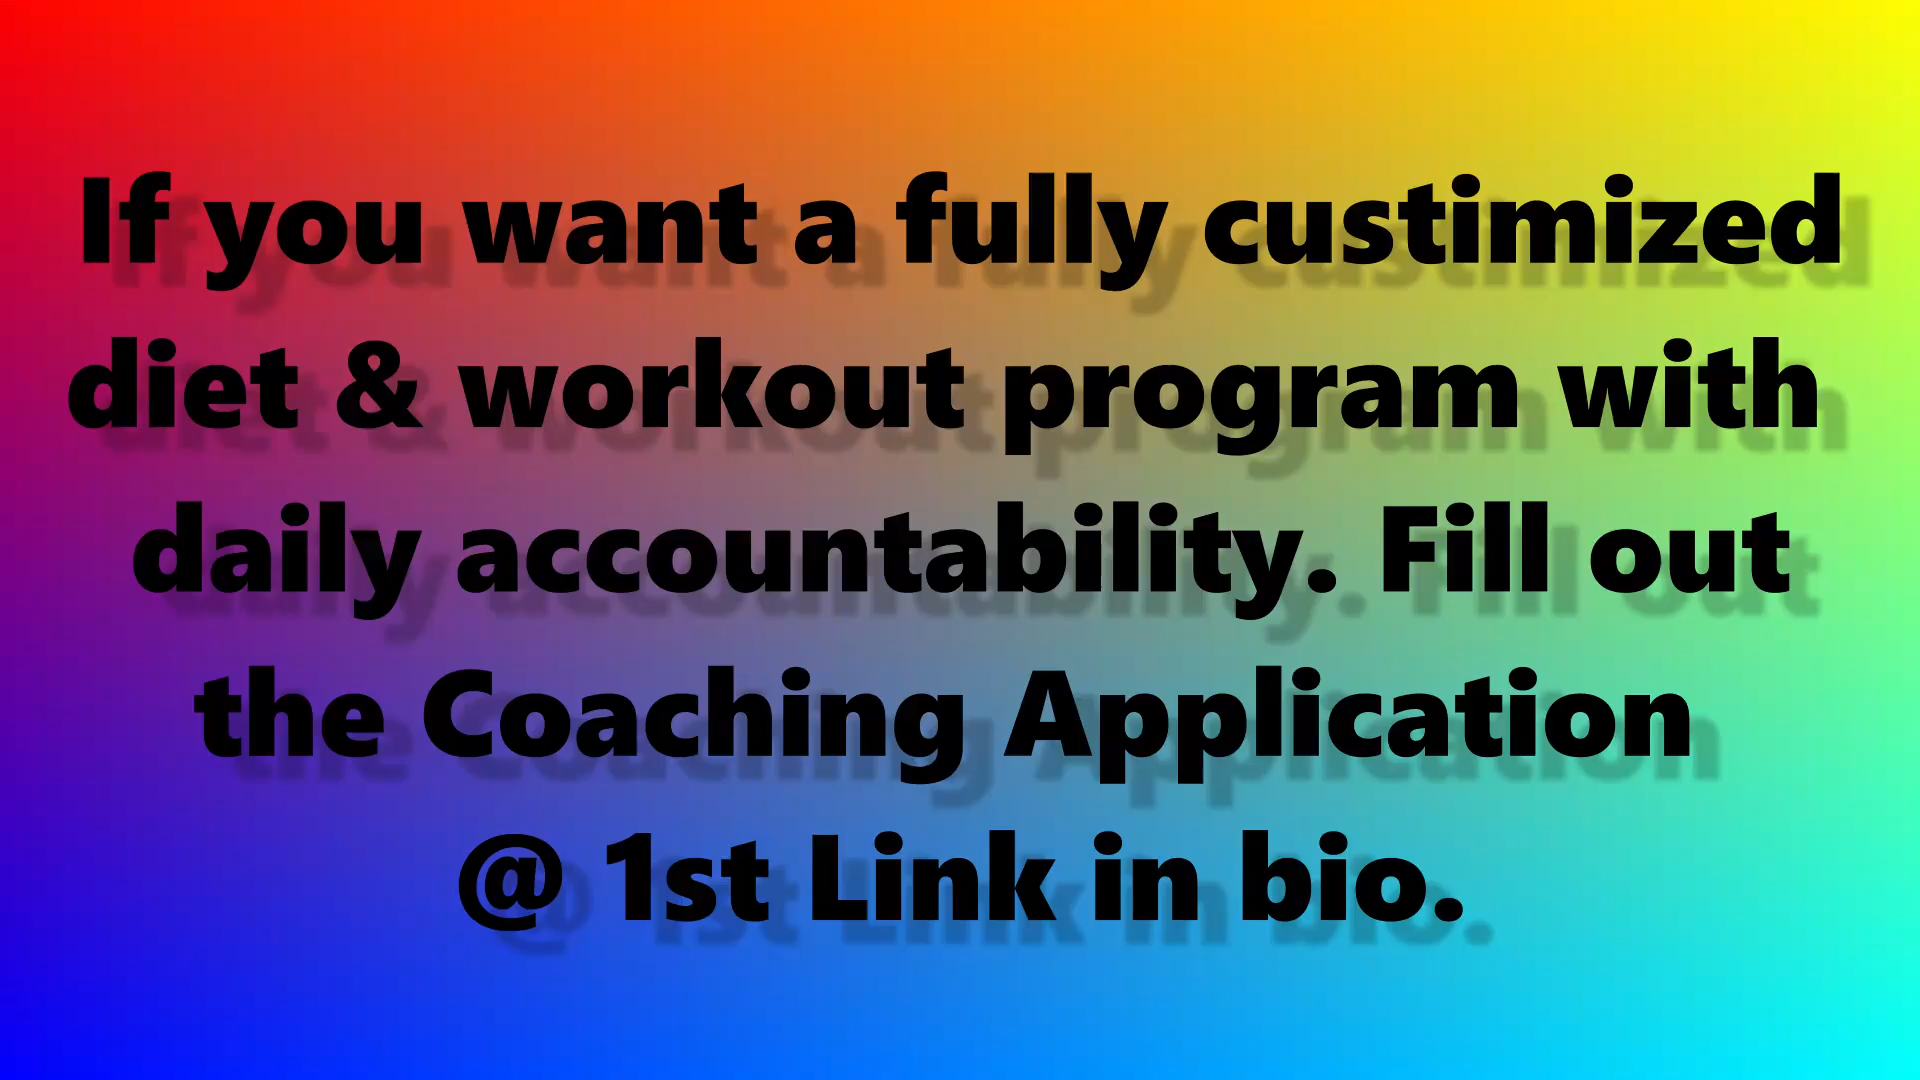 If you want a fully custimized
diet & workout program with
daily accountability. Fill out
the Coaching Application
@ 1st Link in bio.